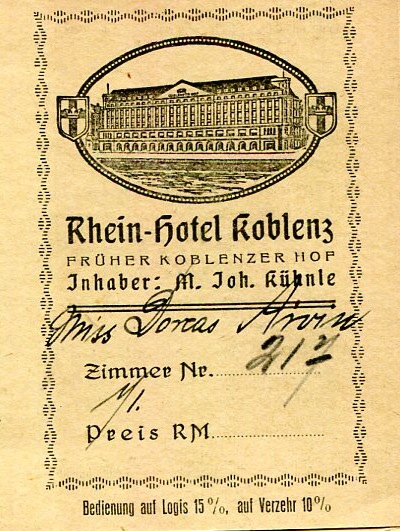 Rhein-Hotel Koblenz
FRÜHER KOBLENZER HOF
Inhaber: M. Joh. Kühnle
Miss Dorcas
Zimmer Nr. 217
Preis RM.
Bedienung auf Logis 15%, auf Verzehr 10%